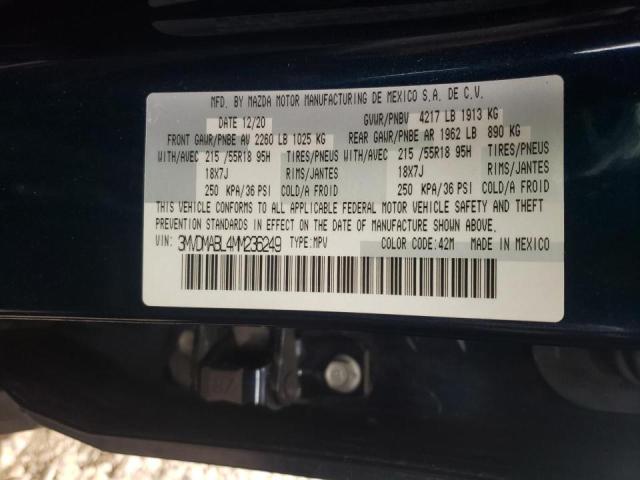 MFD. BY MAZDA MOTOR MANUFACTURING DE MEXICO S.A. DE C.V.
DATE 12/20 GVWR/PNBV 4217 LB 1913 KG
FRONT GAWR/PNBE AV 2260 LB 1025 KG REAR GAWR/PNBE AR 1962 LB 890 KG
WITH/AVEC 215 /55R18 95H TIRES/PNEUS WITH/AVEC 215 /55R18 95H TIRES/PNEUS
18X7J RIMS/JANTES 18X7J RIMS/JANTES
250 KPA/36 PSI COLD/A FROID 250 KPA/36 PSI COLD/A FROID
THIS VEHICLE CONFORMS TO ALL APPLICABLE FEDERAL MOTOR VEHICLE SAFETY AND THEFT
PREVENTION STANDARDS IN EFFECT ON THE DATE OF MANUFACTURE SHOWN ABOVE.
VIN: 3MVDMABL4MM236249 TYPE:MPV COLOR CODE:42M MADE IN MEXICO